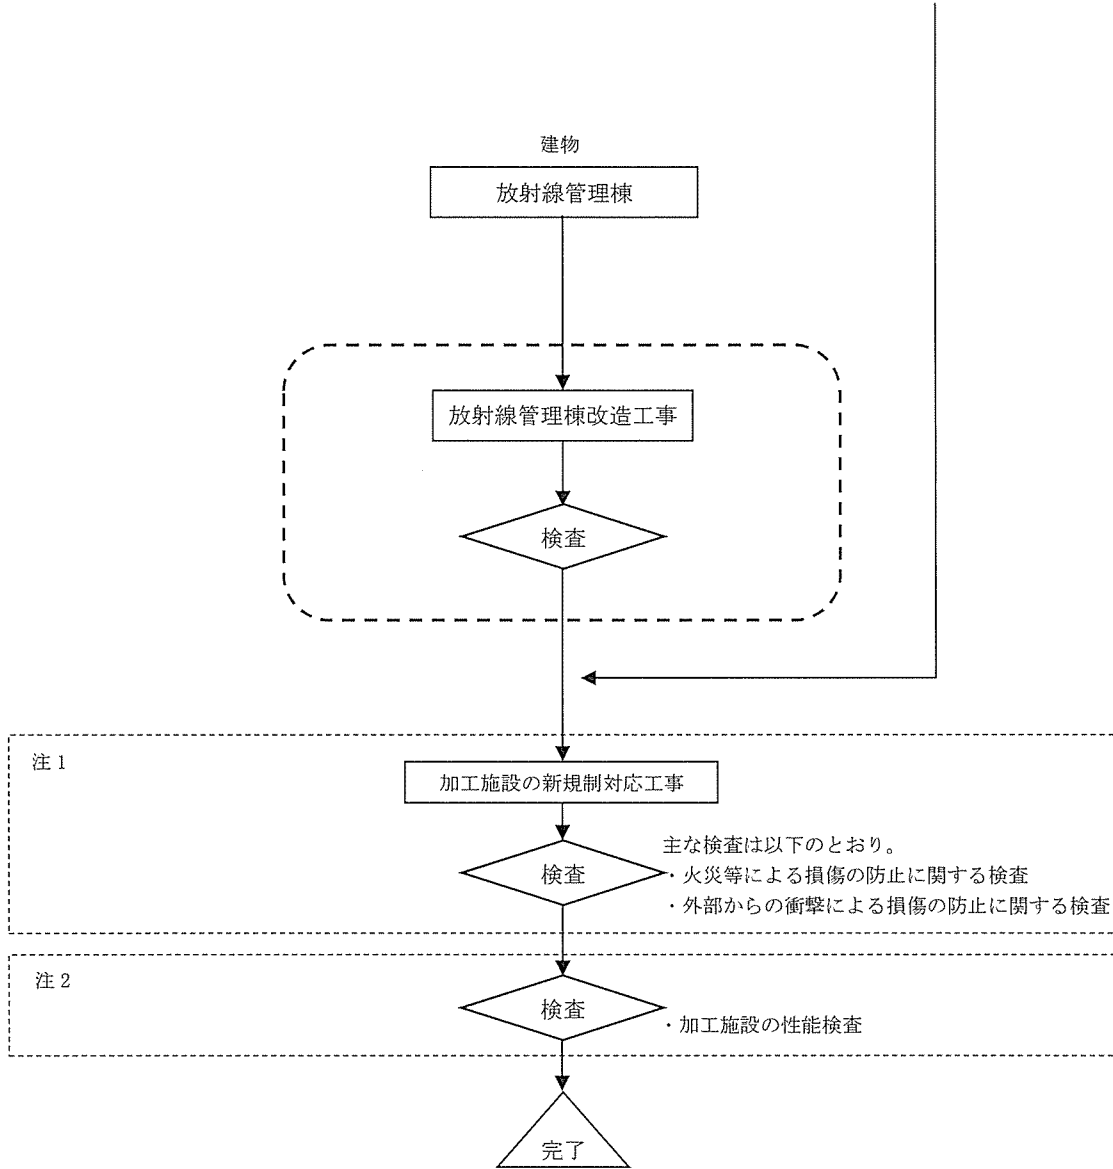 建物
放射線管理棟
放射線管理棟改造工事
検査
注1
加工施設の新規制対応工事
検査
主な検査は以下のとおり。
・火災等による損傷の防止に関する検査
・外部からの衝撃による損傷の防止に関する検査
注2
検査
・加工施設の性能検査
完了